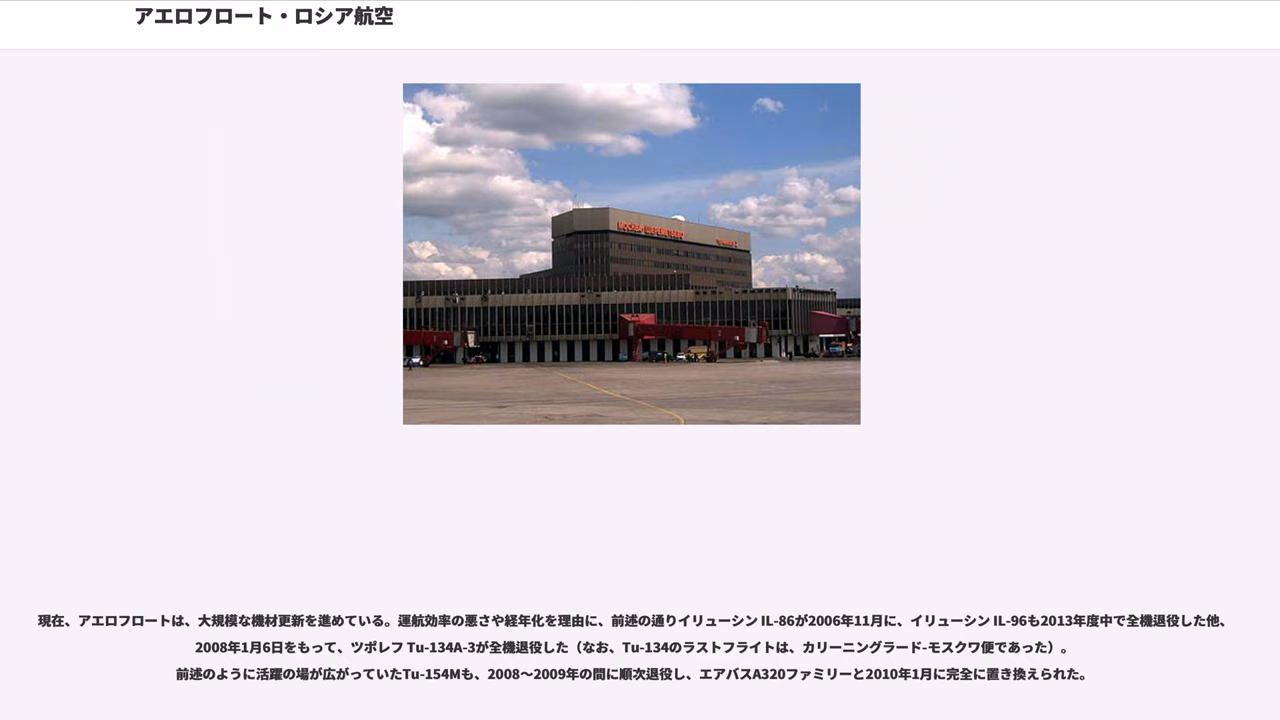 アエロフロート・ロシア航空
МОСКВА ШЕРЕМЕТЬЕВО
現在、アエロフロートは、大規模な機材更新を進めている。運航効率の悪さや経年化を理由に、前述の通りイリューシン IL-86が2006年11月に、イリューシン IL-96も2013年度中で全機退役した他、
2008年1月6日をもって、ツポレフ Tu-134A-3が全機退役した（なお、Tu-134のラストフライトは、カリーニングラード-モスクワ便であった）。
前述のように活躍の場が広がっていたTu-154Mも、2008～2009年の間に順次退役し、エアバスA320ファミリーと2010年1月に完全に置き換えられた。